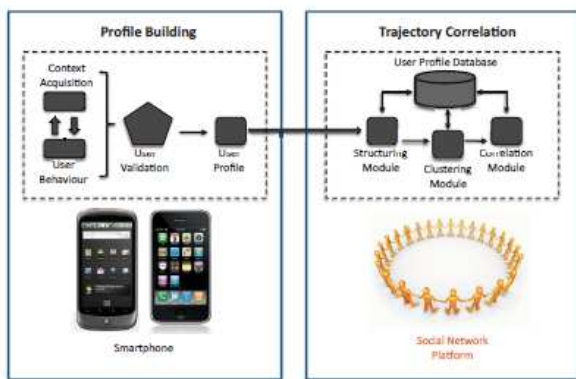 Profile Building
Context
Acquisition
User
Behaviour
User
Validation
User
Profile
Smartphone
Trajectory Correlation
User Profile Database
Structuring
Module
Clustering
Module
Correlation
Module
Social Network
Platform